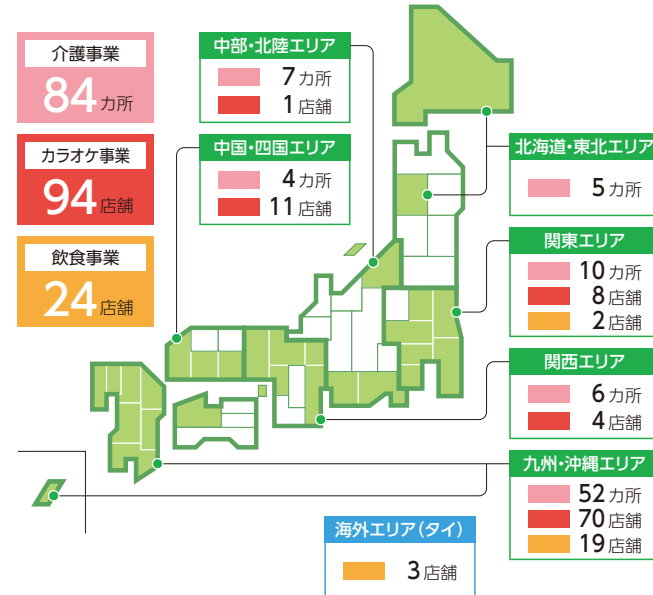 介護事業
84カ所
カラオケ事業
94店舗
飲食事業
24店舗
中部・北陸エリア
7カ所
1店舗
中国・四国エリア
4カ所
11店舗
北海道・東北エリア
5カ所
関東エリア
10カ所
8店舗
2店舗
関西エリア
6カ所
4店舗
九州・沖縄エリア
52カ所
70店舗
19店舗
海外エリア(タイ)
3店舗